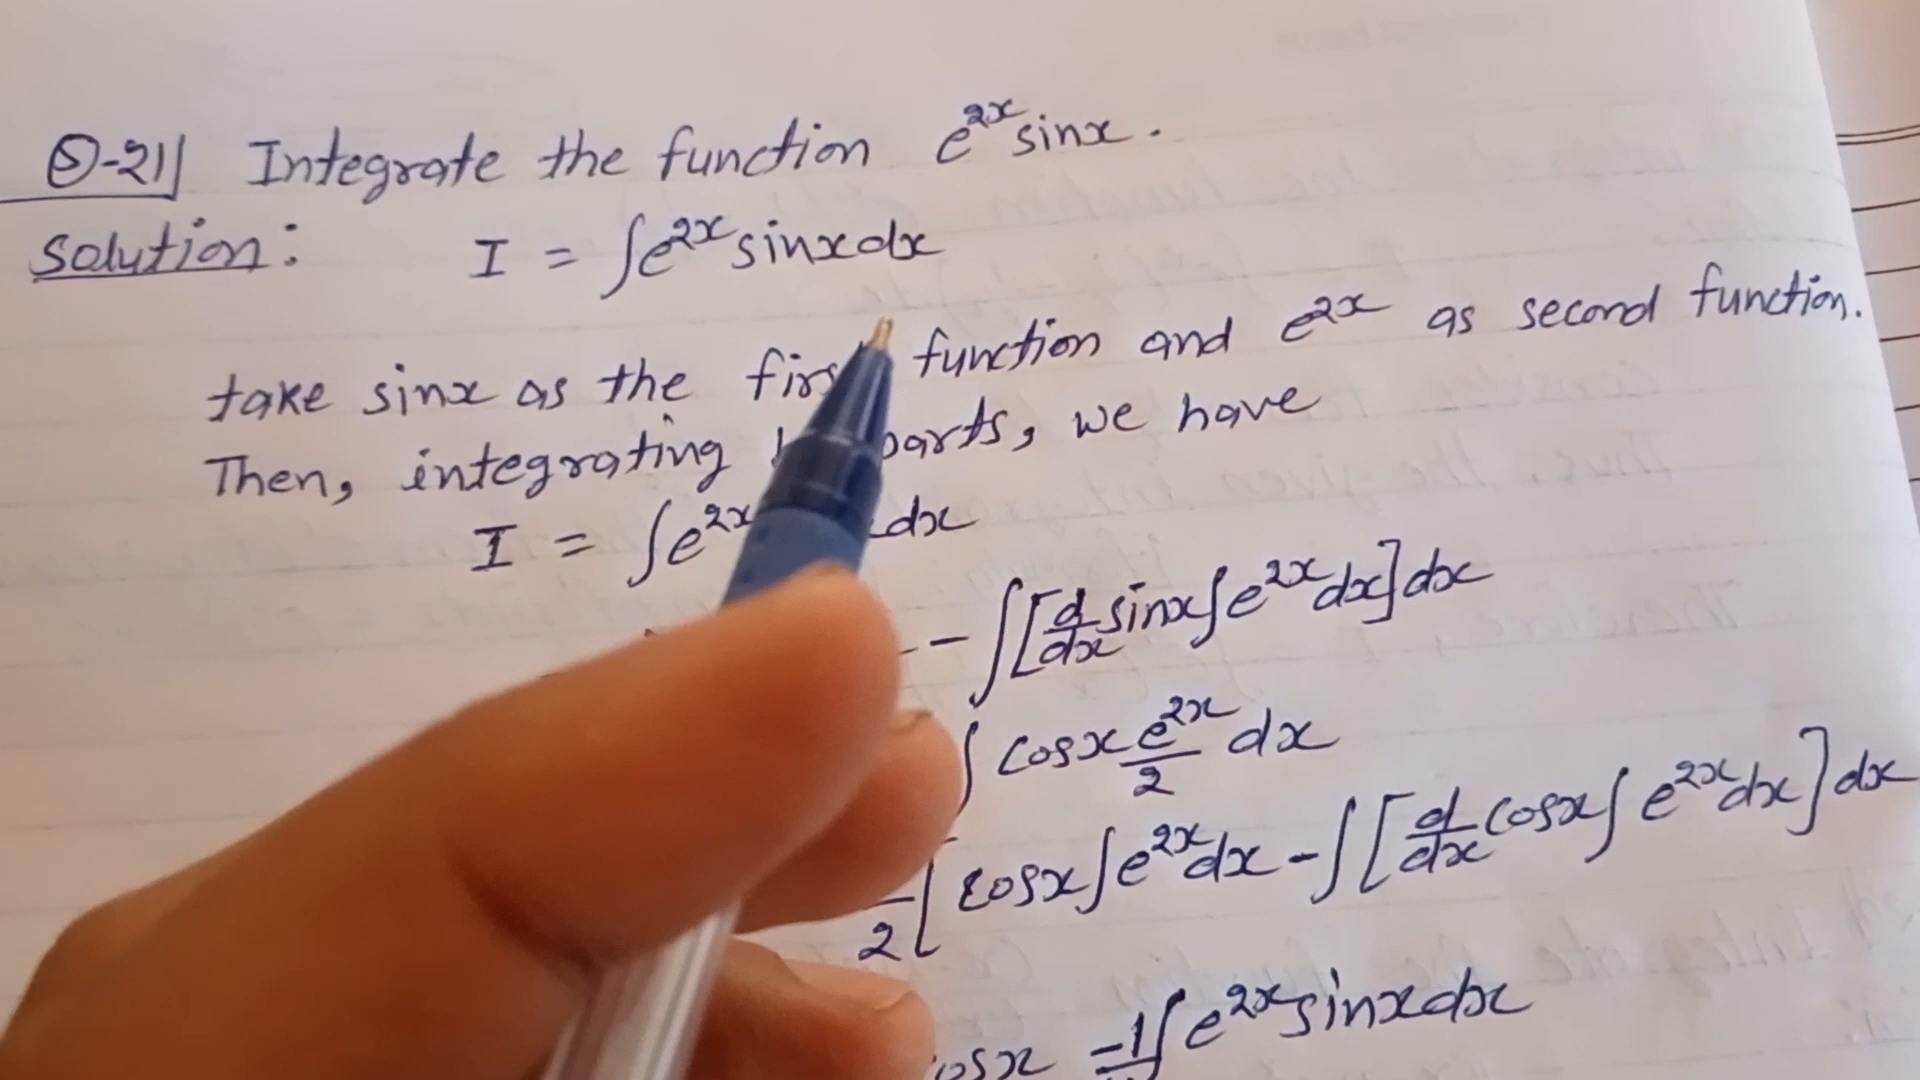 Q-21| Integrate the function e^{2x} sinx.
Solution: I = ∫e^{2x} sinx dx
take sinx as the function and e^{2x} as second function.
Then, integrating parts, we have
I = ∫e^{2x} dx
- ∫[d/dx sinx ∫e^{2x} dx] dx
∫ cosx e^{2x}/2 dx
2 [cosx ∫e^{2x} dx - ∫[d/dx cosx ∫e^{2x} dx] dx
-1 ∫e^{2x} sinx dx